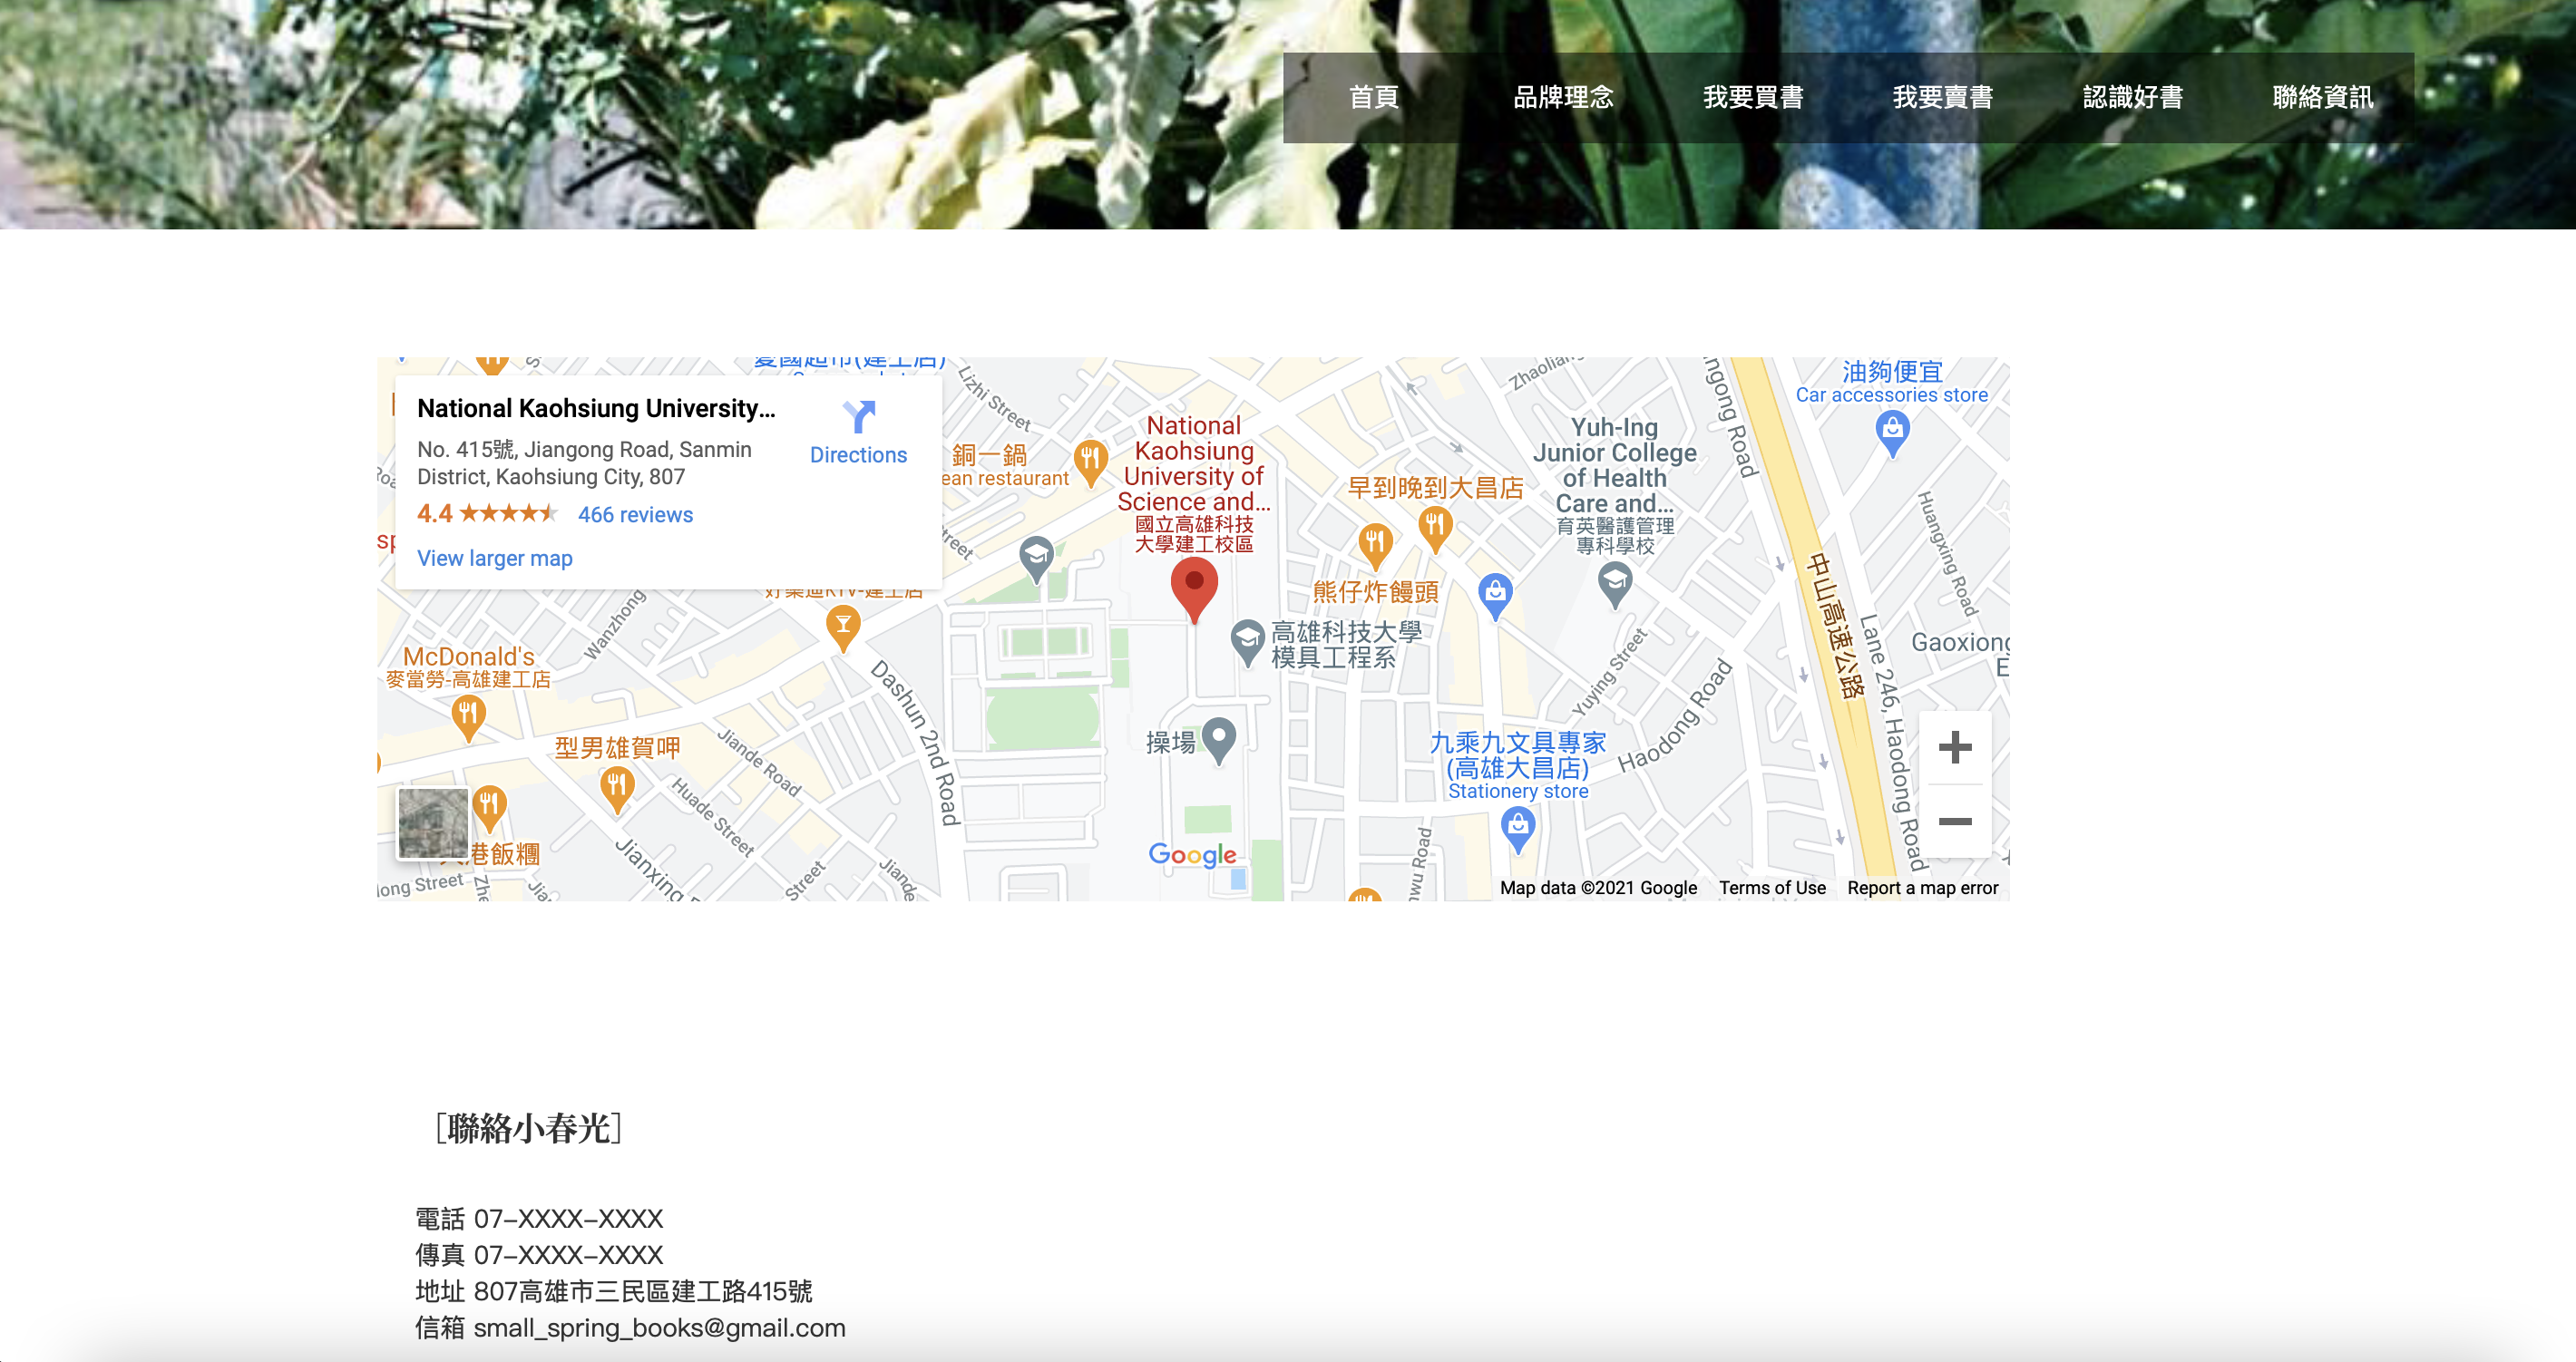 首頁
品牌理念
我要買書
我要賣書
認識好書
聯絡資訊
National Kaohsiung University...
No. 415號, Jiangong Road, Sanmin
District, Kaohsiung City, 807
4.4
466 reviews
View larger map
Directions
Lizhi Street
銅一鍋
ean restaurant
National
Kaohsiung
University of
Science and...
國立高雄科技
大學建工校區
早到晚到大昌店
熊仔炸饅頭
Yuh-Ing
Junior College
of Health
Care and...
育英醫護管理
專科學校
油夠便宜
Car accessories store
Huangxing Road
中山高速公路
Lane 246, Haodong Road
Gaoxiong
E
高雄科技大學
模具工程系
Yuying Street
Haodong Road
Wanzhong
McDonald's
麥當勞-高雄建工店
Dashun 2nd Road
型男雄賀呷
Jiande Road
Huade Street
操場
九乘九文具專家
(高雄大昌店)
Stationery store
港飯糰
Jianxing
Street
Jiande
Google
Map data ©2021 Google
Terms of Use
Report a map error
［聯絡小春光］
電話 07-XXXX-XXXX
傳真 07-XXXX-XXXX
地址 807高雄市三民區建工路415號
信箱 small_spring_books@gmail.com